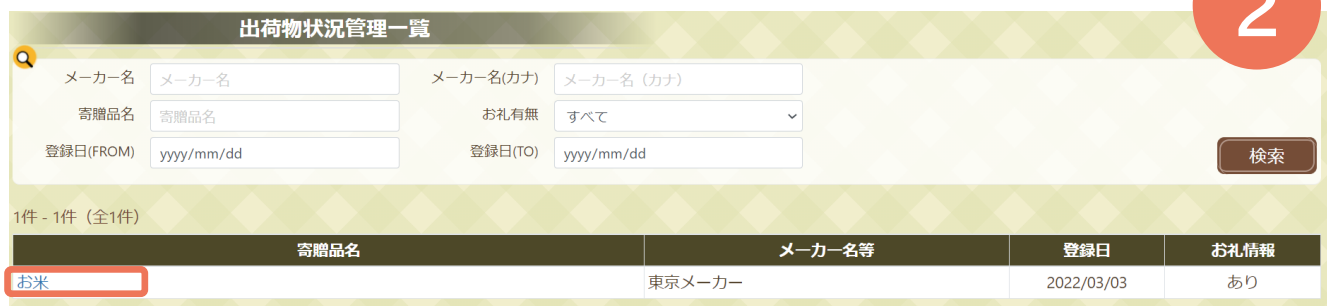 2
出荷物状況管理一覧
メーカー名 メーカー名 メーカー名(カナ) メーカー名（カナ）
寄贈品名 寄贈品名 お礼有無 すべて
登録日(FROM) yyyy/mm/dd 登録日(TO) yyyy/mm/dd
検索
1件 - 1件（全1件）
寄贈品名 メーカー名等 登録日 お礼情報
お米 東京メーカー 2022/03/03 あり